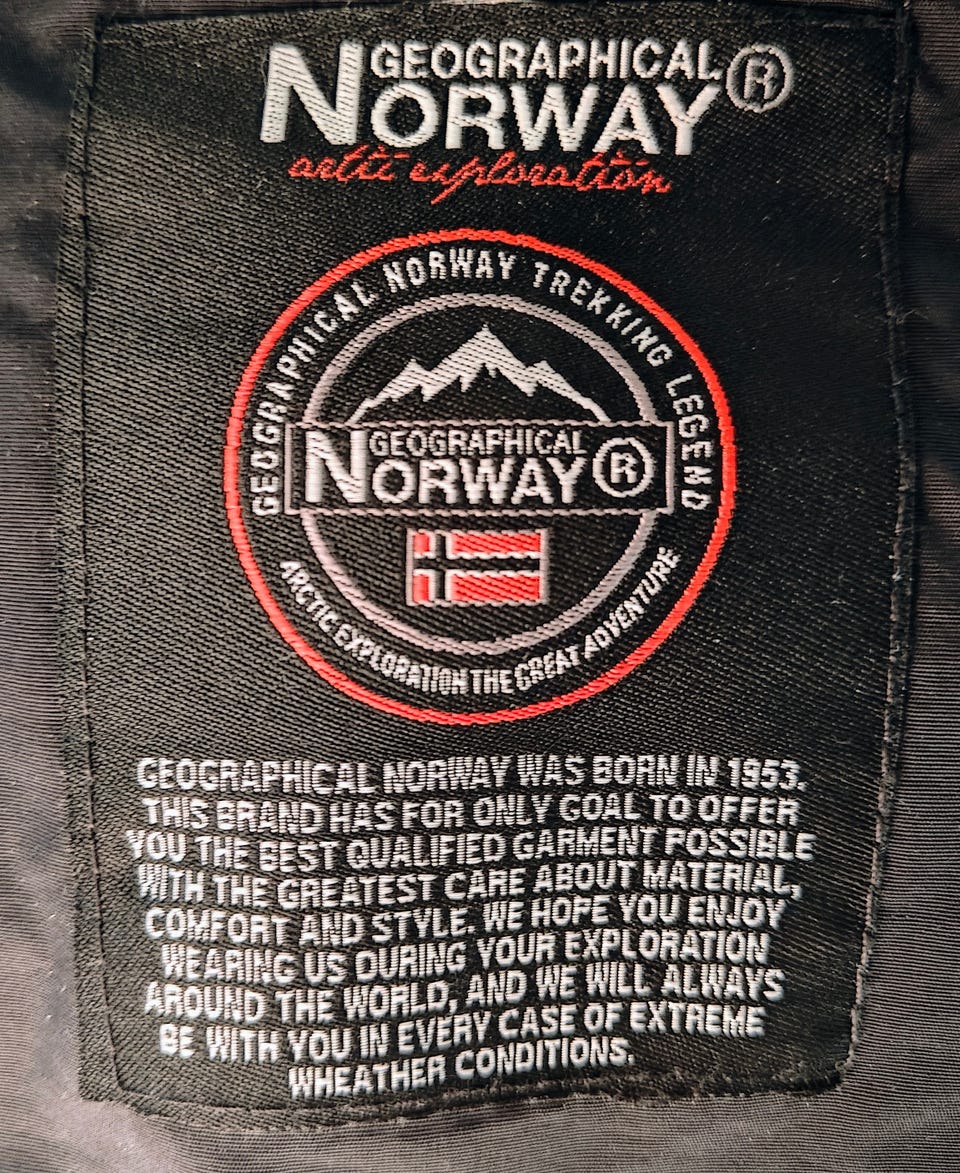 GEOGRAPHICAL
NORWAY®
artic exploration
GEOGRAPHICAL NORWAY TREKKING LEGEND
GEOGRAPHICAL
NORWAY®
ARCTIC EXPLORATION THE GREAT ADVENTURE
GEOGRAPHICAL NORWAY WAS BORN IN 1953.
THIS BRAND HAS FOR ONLY GOAL TO OFFER
YOU THE BEST QUALIFIED GARMENT POSSIBLE
WITH THE GREATEST CARE ABOUT MATERIAL,
COMFORT AND STYLE. WE HOPE YOU ENJOY
WEARING US DURING YOUR EXPLORATION
AROUND THE WORLD, AND WE WILL ALWAYS
BE WITH YOU IN EVERY CASE OF EXTREME
WHEATHER CONDITIONS.